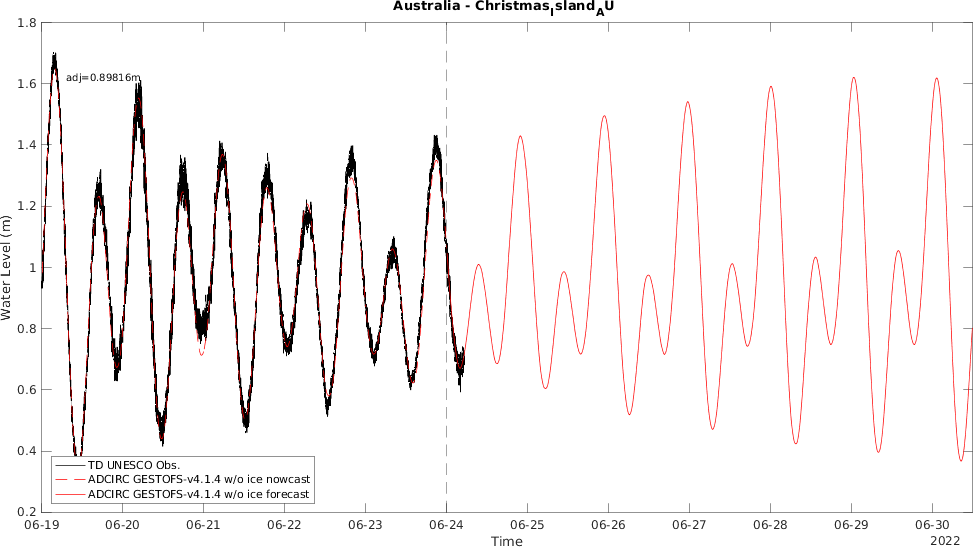 Australia - Christmas_Island_AU
1.8
1.6
1.4
1.2
1
0.8
0.6
0.4
0.2
Water Level (m)
adj=0.89816m
TD UNESCO Obs.
ADCIRC GESTOFS-v4.1.4 w/o ice nowcast
ADCIRC GESTOFS-v4.1.4 w/o ice forecast
06-19 06-20 06-21 06-22 06-23 06-24 06-25 06-26 06-27 06-28 06-29 06-30
Time
2022